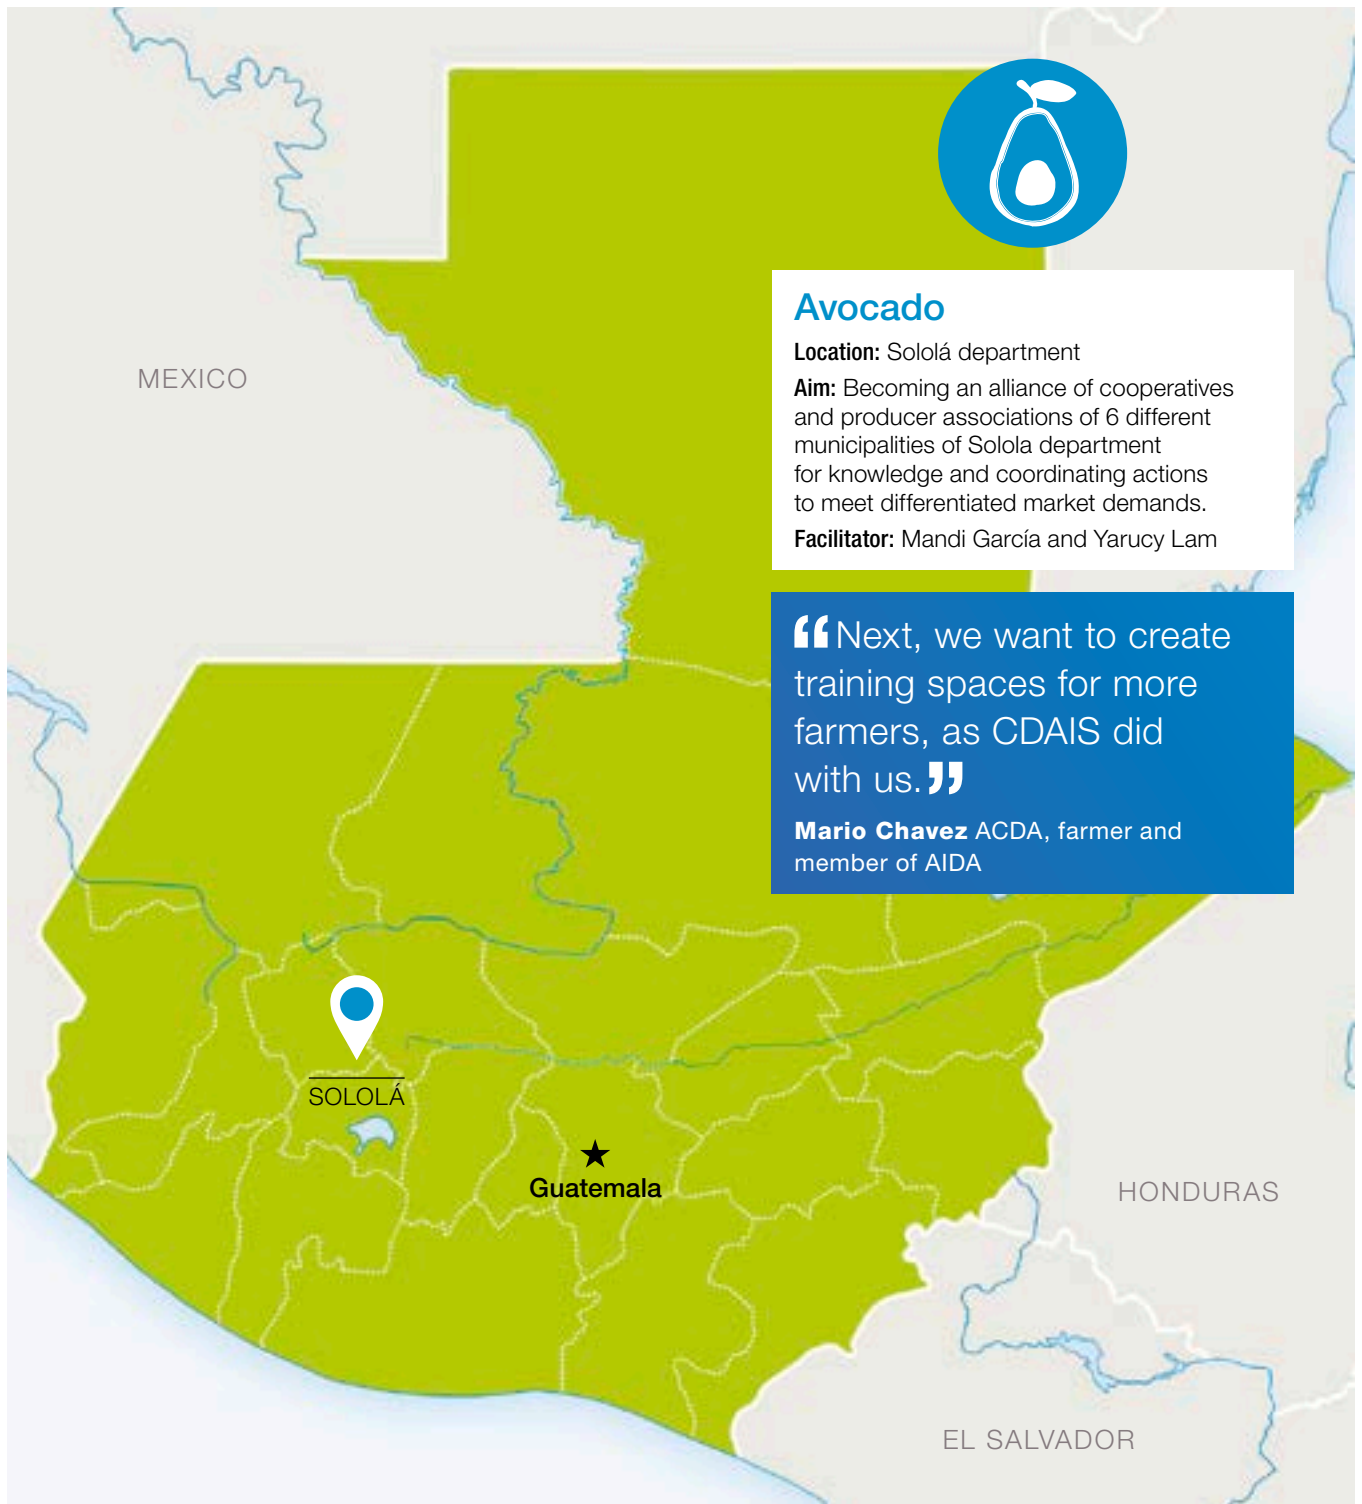 MEXICO
Avocado
Location: Sololá department
Aim: Becoming an alliance of cooperatives
and producer associations of 6 different
municipalities of Solola department
for knowledge and coordinating actions
to meet differentiated market demands.
Facilitator: Mandi García and Yarucy Lam
“Next, we want to create
training spaces for more
farmers, as CDAIS did
with us.”
Mario Chavez ACDA, farmer and
member of AIDA
SOLOLÁ
Guatemala
HONDURAS
EL SALVADOR